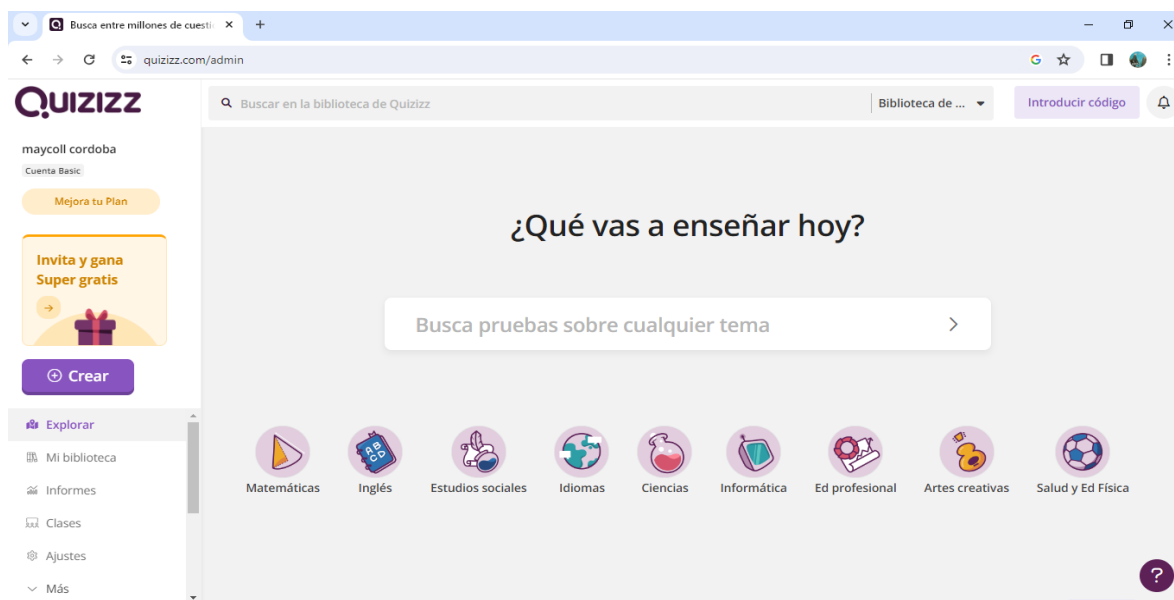 Busca entre millones de cuesti
quizizz.com/admin
QUIZIZZ
Buscar en la biblioteca de Quizizz
Biblioteca de ...
Introducir código
maycoll cordoba
Cuenta Basic
Mejora tu Plan
Invita y gana
Super gratis
Crear
Explorar
Mi biblioteca
Informes
Clases
Ajustes
Más
¿Qué vas a enseñar hoy?
Busca pruebas sobre cualquier tema
Matemáticas
Inglés
Estudios sociales
Idiomas
Ciencias
Informática
Ed profesional
Artes creativas
Salud y Ed Física
?